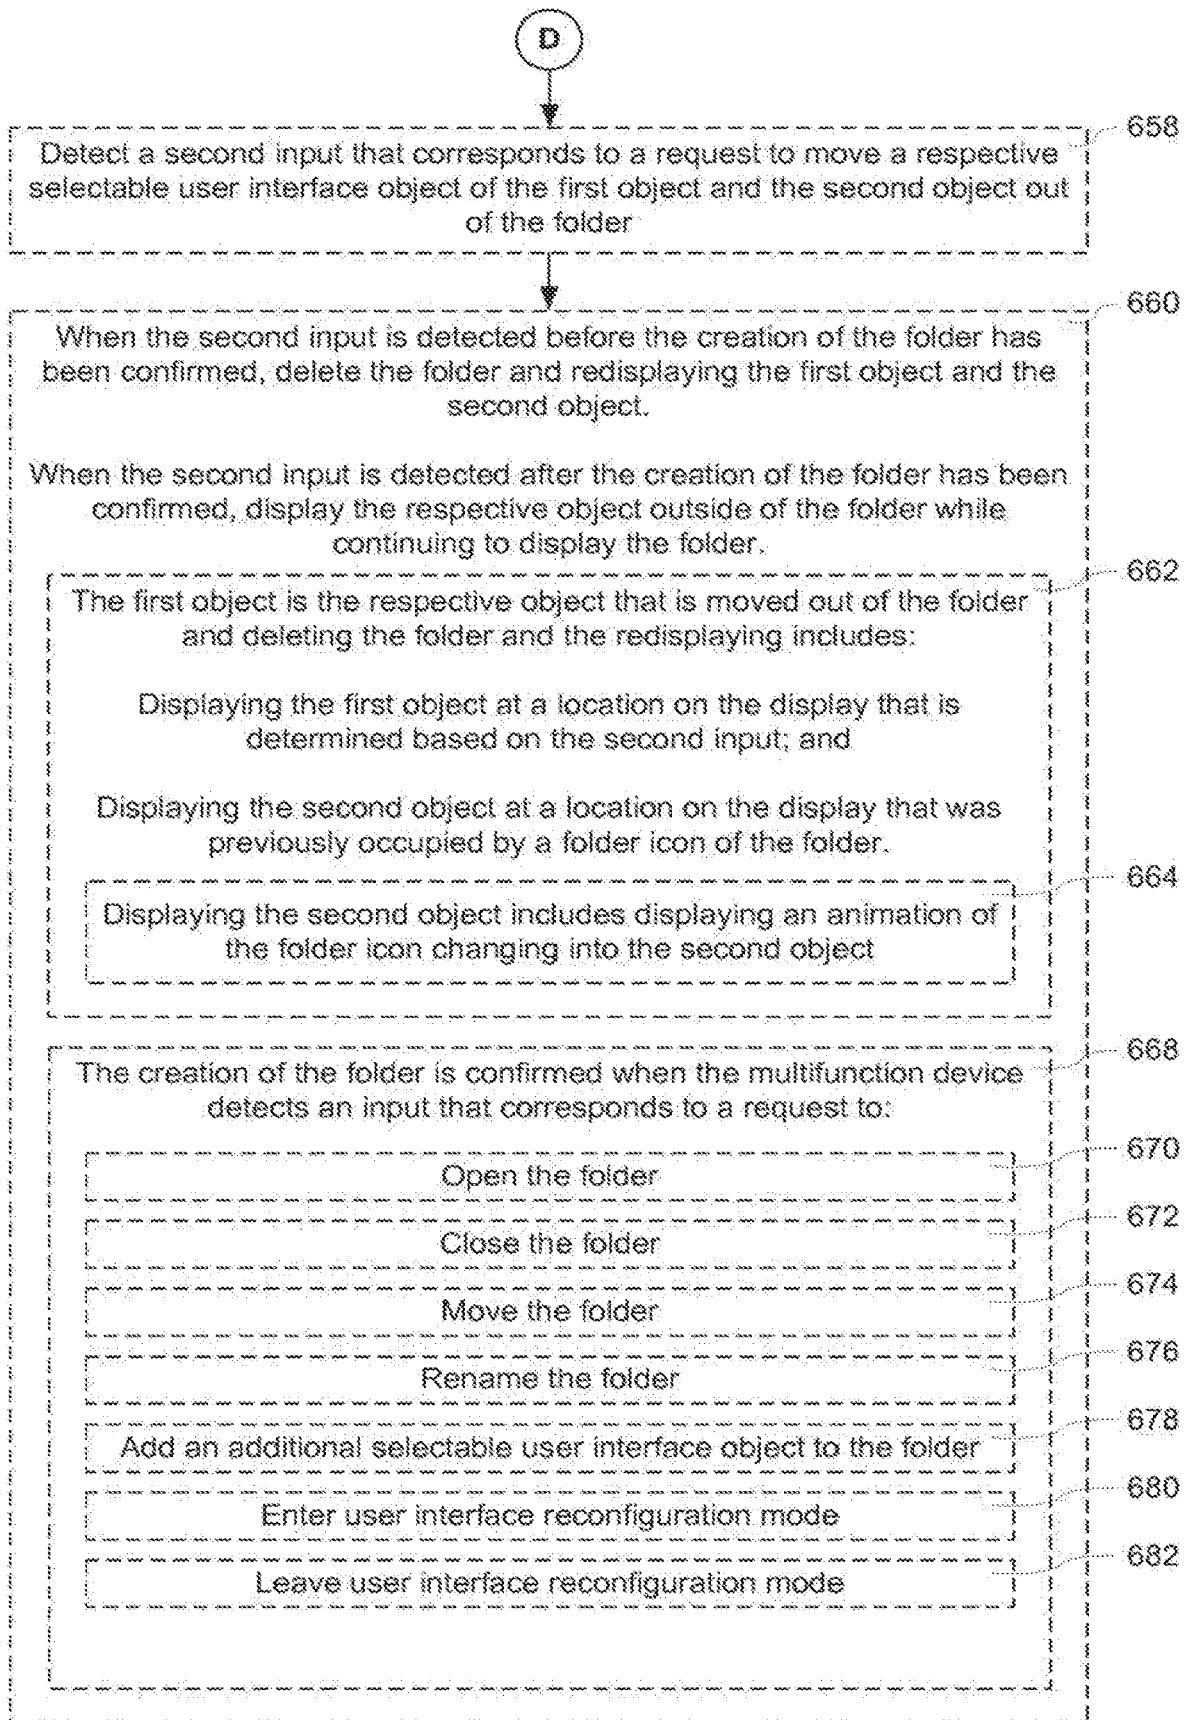 D
658
Detect a second input that corresponds to a request to move a respective
selectable user interface object of the first object and the second object out
of the folder
660
When the second input is detected before the creation of the folder has
been confirmed, delete the folder and redisplaying the first object and the
second object.
When the second input is detected after the creation of the folder has been
confirmed, display the respective object outside of the folder while
continuing to display the folder.
662
The first object is the respective object that is moved out of the folder
and deleting the folder and the redisplaying includes:
Displaying the first object at a location on the display that is
determined based on the second input; and
Displaying the second object at a location on the display that was
previously occupied by a folder icon of the folder.
664
Displaying the second object includes displaying an animation of
the folder icon changing into the second object
668
The creation of the folder is confirmed when the multifunction device
detects an input that corresponds to a request to:
670
Open the folder
672
Close the folder
674
Move the folder
676
Rename the folder
678
Add an additional selectable user interface object to the folder
680
Enter user interface reconfiguration mode
682
Leave user interface reconfiguration mode